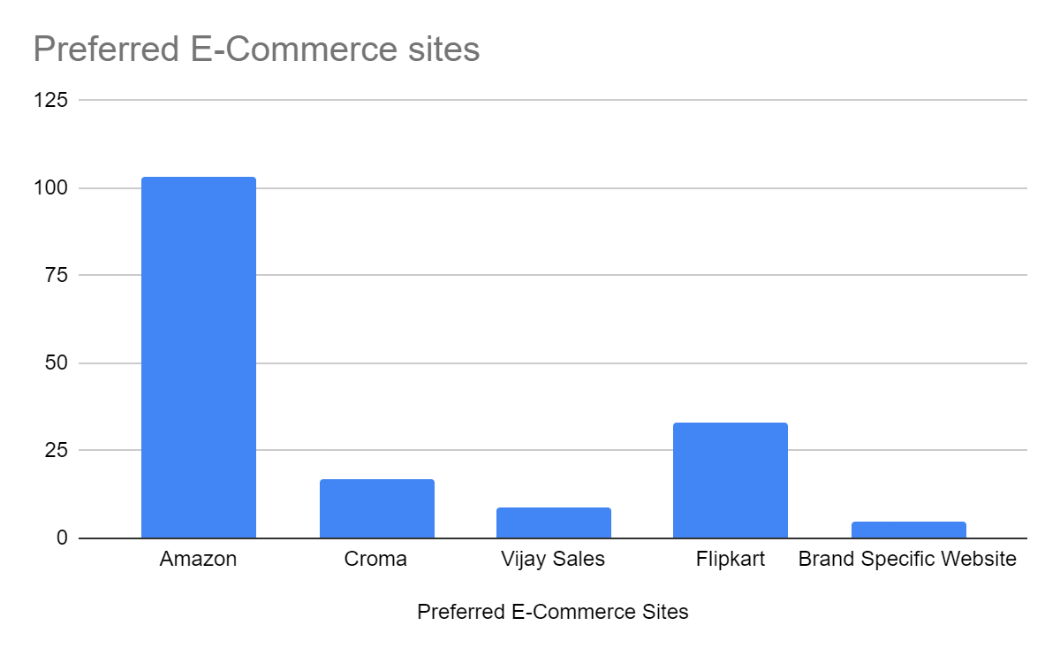 Preferred E-Commerce sites
125
100
75
50
25
0
Amazon Croma Vijay Sales Flipkart Brand Specific Website
Preferred E-Commerce Sites